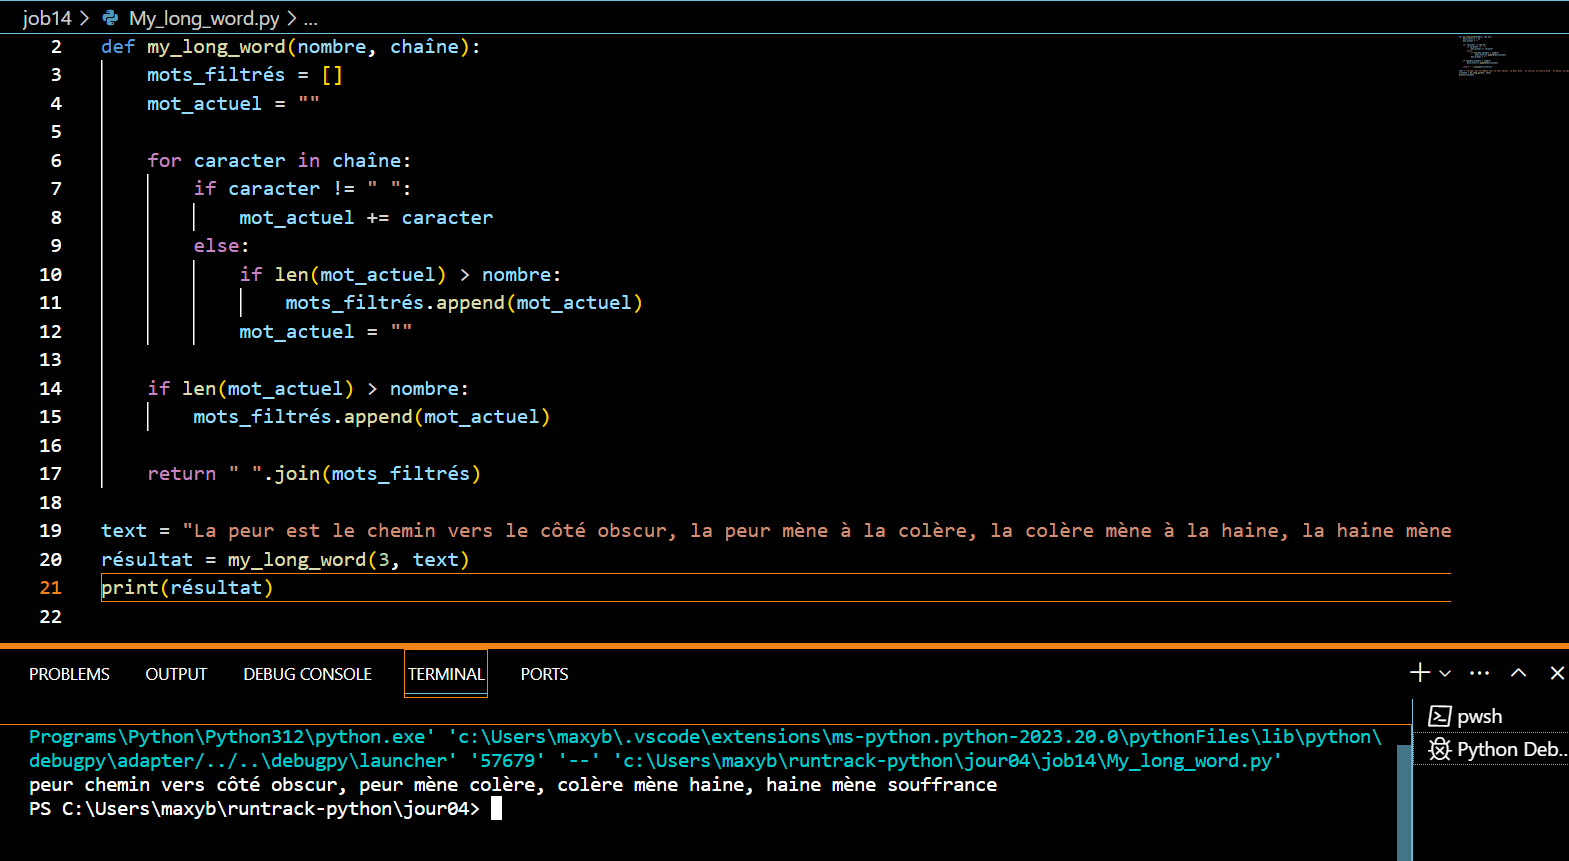 job14 > My_long_word.py > ...
2 def my_long_word(nombre, chaîne):
3     mots_filtrés = []
4     mot_actuel = ""
5
6     for caracter in chaîne:
7         if caracter != " ":
8             mot_actuel += caracter
9         else:
10             if len(mot_actuel) > nombre:
11                 mots_filtrés.append(mot_actuel)
12             mot_actuel = ""
13
14     if len(mot_actuel) > nombre:
15         mots_filtrés.append(mot_actuel)
16
17     return " ".join(mots_filtrés)
18
19 text = "La peur est le chemin vers le côté obscur, la peur mène à la colère, la colère mène à la haine, la haine mène
20 résultat = my_long_word(3, text)
21 print(résultat)
22
PROBLEMS OUTPUT DEBUG CONSOLE TERMINAL PORTS
Programs\Python\Python312\python.exe' 'c:\Users\maxyb\.vscode\extensions\ms-python.python-2023.20.0\pythonFiles\lib\python\
debugpy\adapter/../..\debugpy\launcher' '57679' '--' 'c:\Users\maxyb\runtrack-python\jour04\job14\My_long_word.py'
peur chemin vers côté obscur, peur mène colère, colère mène haine, haine mène souffrance
PS C:\Users\maxyb\runtrack-python\jour04>
pwsh
Python Deb...